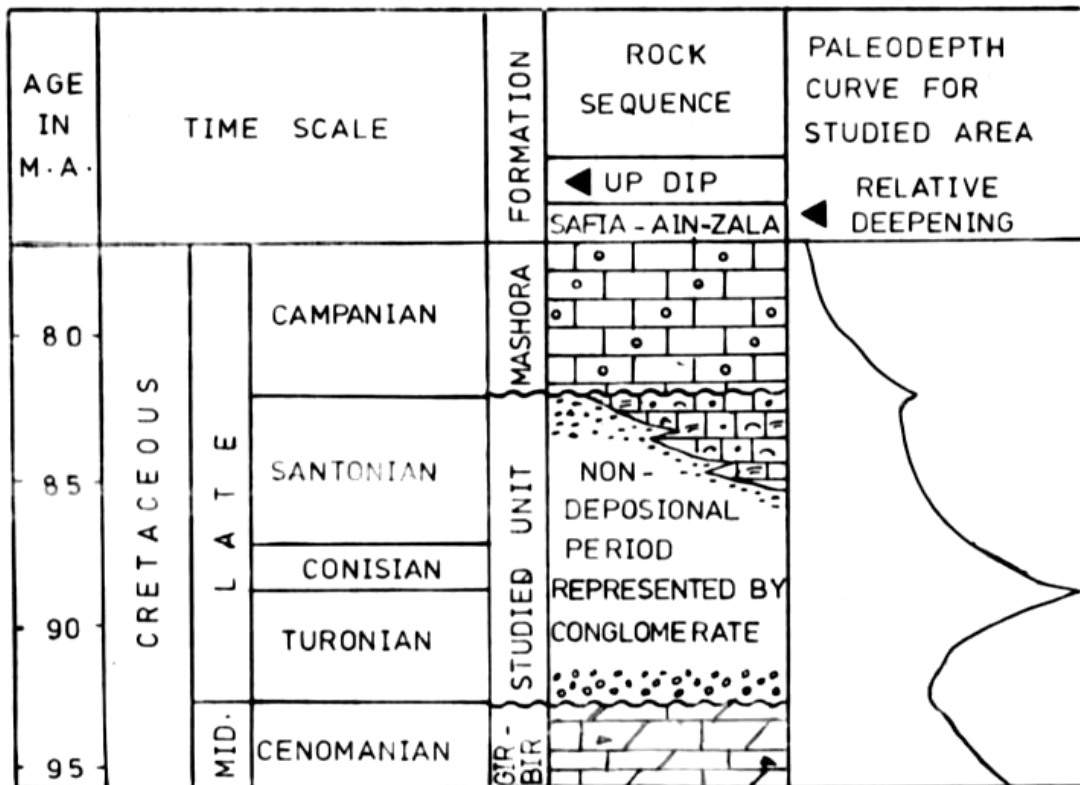 AGE
IN
M.A.
TIME SCALE
FORMATION
ROCK
SEQUENCE
◀ UP DIP
SAFIA - AIN-ZALA
PALEODEPTH
CURVE FOR
STUDIED AREA
◀ RELATIVE
DEEPENING
80
85
90
95
CRETACEOUS
LATE
MID.
CAMPANIAN
SANTONIAN
CONISIAN
TURONIAN
CENOMANIAN
MASHORA
STUDIED UNIT
GIR-
BIR
NON-
DEPOSIONAL
PERIOD
REPRESENTED BY
CONGLOMERATE